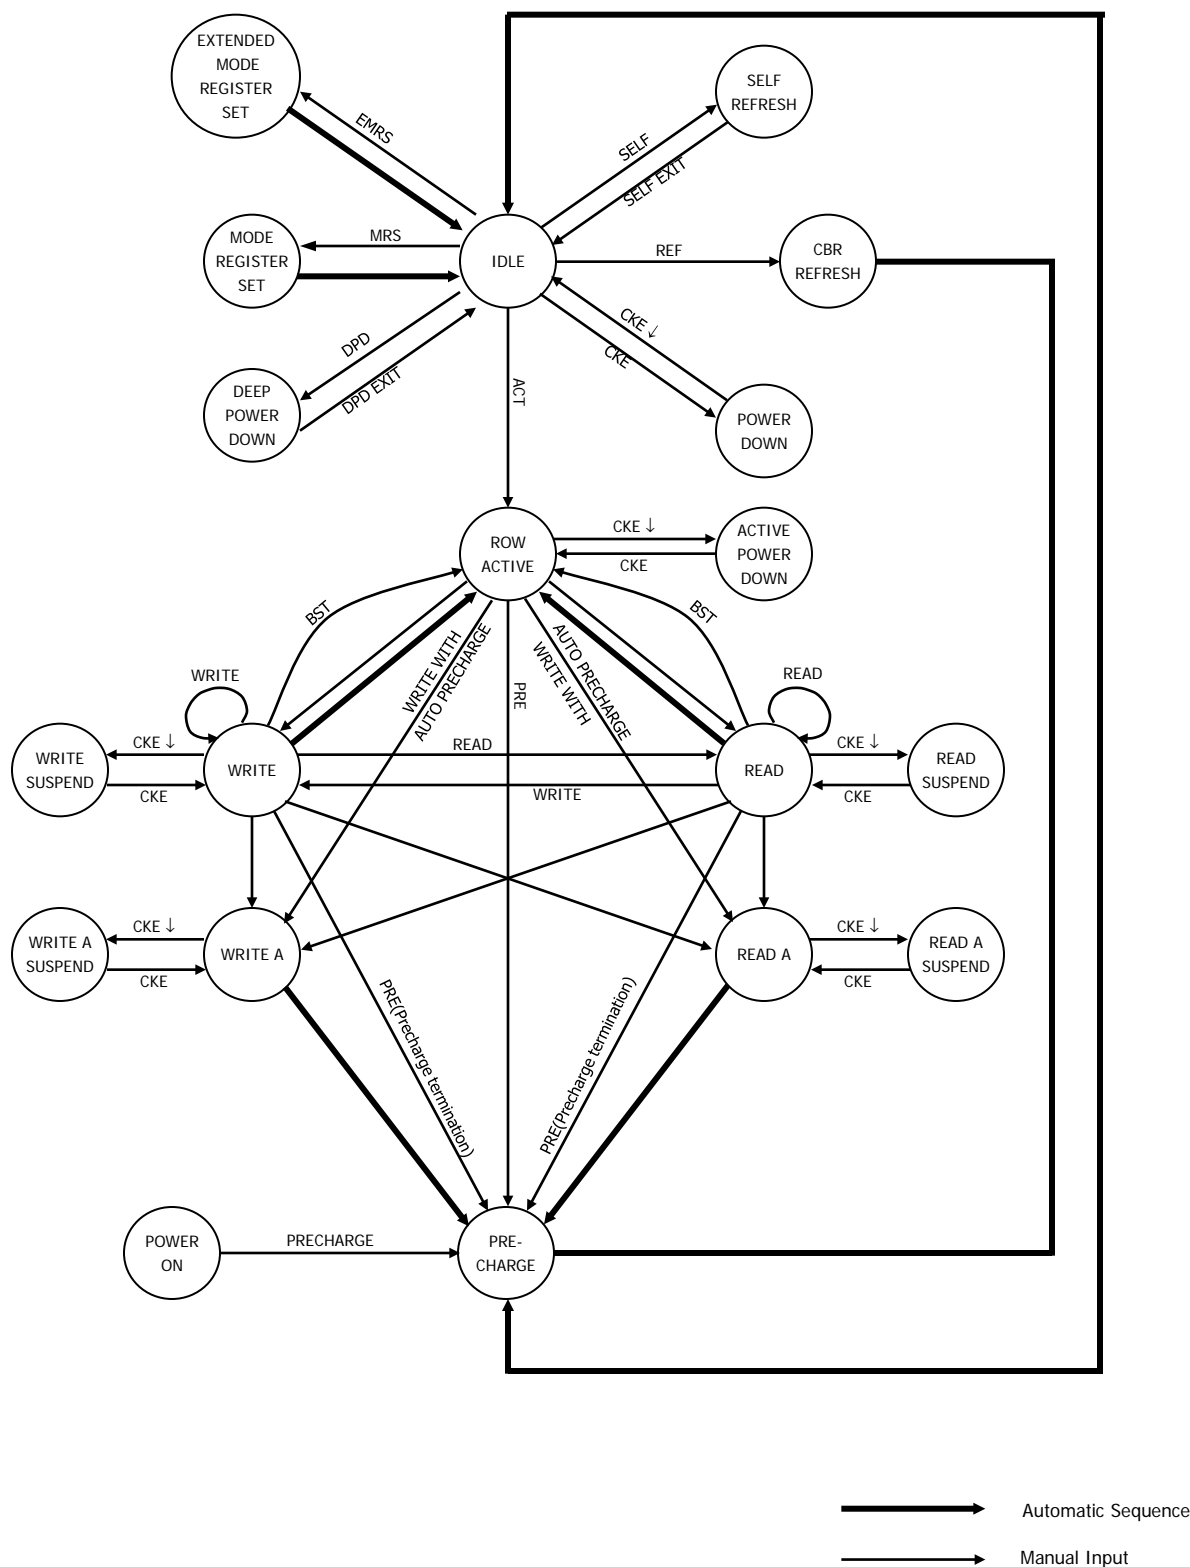 EXTENDED
MODE
REGISTER
SET
SELF
REFRESH
EMRS
SELF
SELF EXIT
MODE
REGISTER
SET
MRS
IDLE
REF
CBR
REFRESH
DPD
DPD EXIT
CKE ↓
CKE
ACT
DEEP
POWER
DOWN
POWER
DOWN
ROW
ACTIVE
CKE ↓
CKE
ACTIVE
POWER
DOWN
BST
BST
WRITE WITH
AUTO PRECHARGE
PRE
AUTO PRECHARGE
WRITE WITH
WRITE
READ
WRITE
SUSPEND
CKE ↓
CKE
WRITE
READ
WRITE
READ
CKE ↓
CKE
READ
SUSPEND
WRITE A
SUSPEND
CKE ↓
CKE
WRITE A
READ A
CKE ↓
CKE
READ A
SUSPEND
PRE(Precharge termination)
PRE(Precharge termination)
POWER
ON
PRECHARGE
PRE-
CHARGE
Automatic Sequence
Manual Input